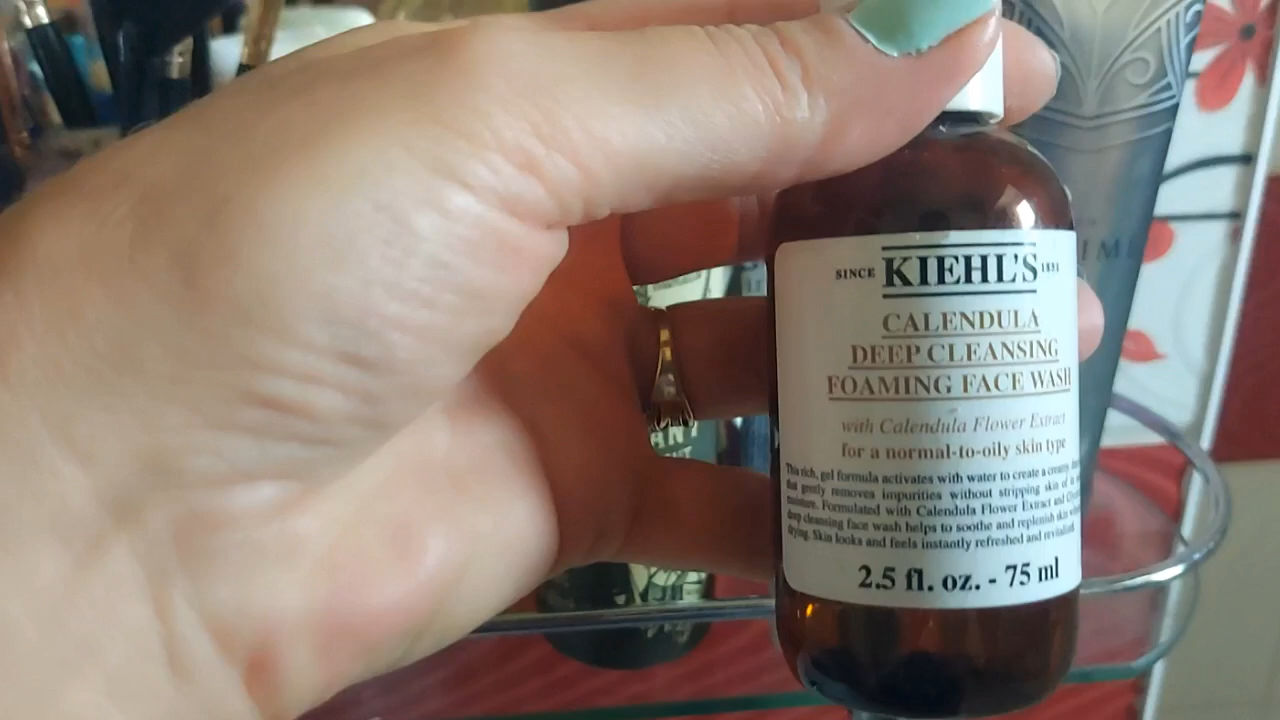 SINCE KIEHL'S 1851
CALENDULA
DEEP CLEANSING
FOAMING FACE WASH
with Calendula Flower Extract
for a normal-to-oily skin type
This rich, gel formula activates with water to create a creamy
that gently removes impurities without stripping skin of
moisture. Formulated with Calendula Flower Extract and
deep cleansing face wash helps to soothe and replenish skin
drying. Skin looks and feels instantly refreshed and revitalized.
2.5 fl. oz. - 75 ml